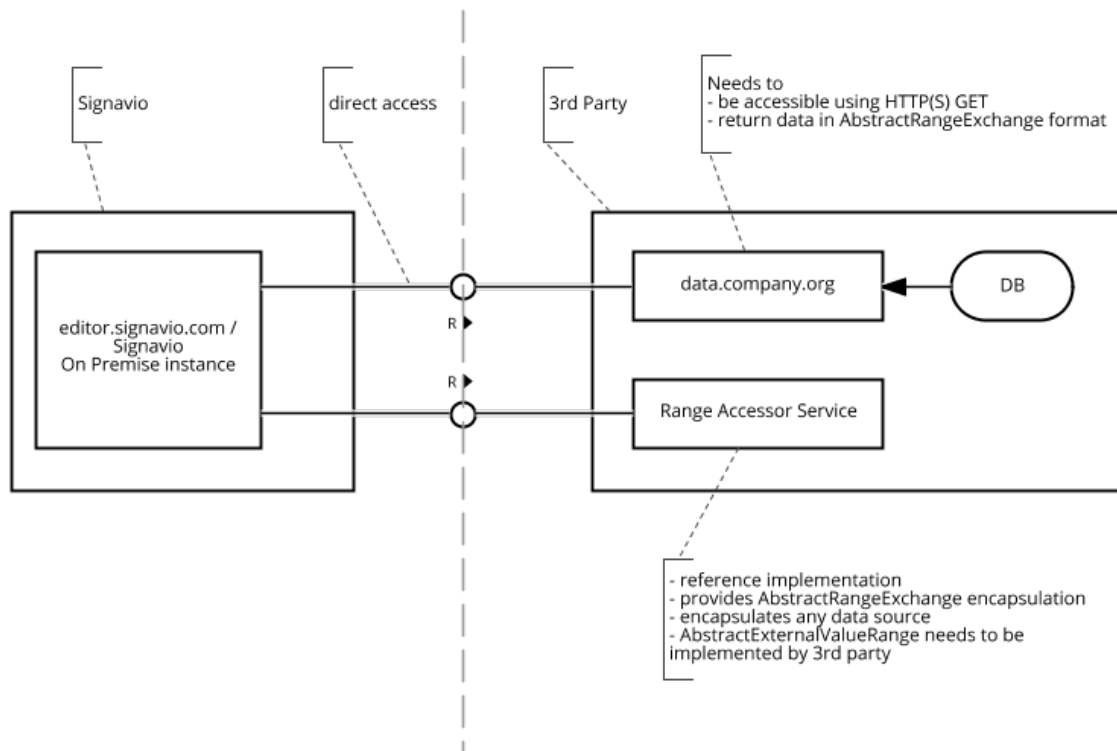 Signavio
direct access
3rd Party
Needs to
- be accessible using HTTP(S) GET
- return data in AbstractRangeExchange format
editor.signavio.com /
Signavio
On Premise instance
data.company.org
DB
R
R
Range Accessor Service
- reference implementation
- provides AbstractRangeExchange encapsulation
- encapsulates any data source
- AbstractExternalValueRange needs to be
implemented by 3rd party